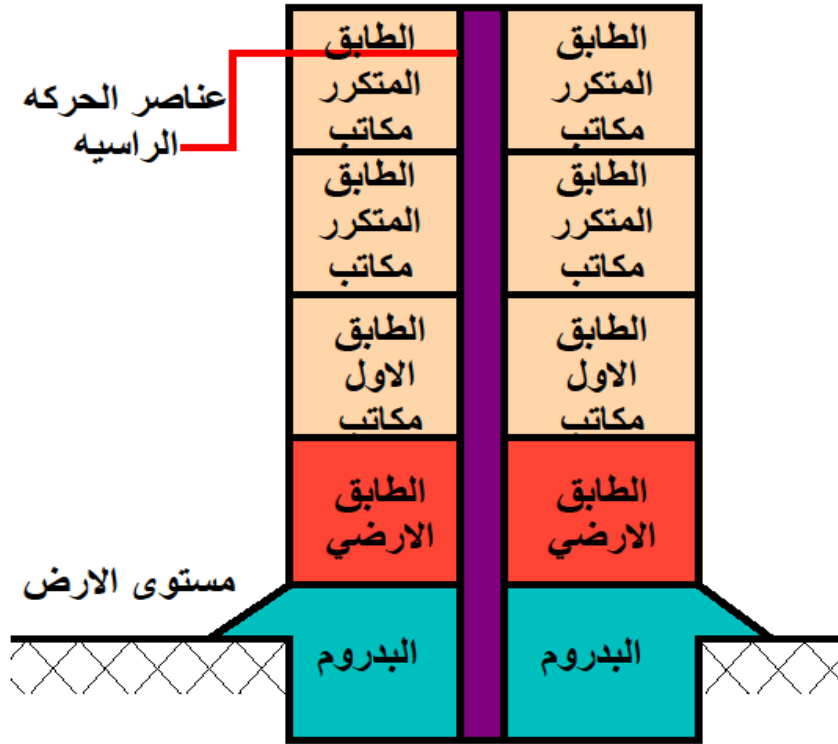 عناصر الحركه
الراسيه
الطابق
المتكرر
مكاتب
الطابق
المتكرر
مكاتب
الطابق
المتكرر
مكاتب
الطابق
المتكرر
مكاتب
الطابق
الاول
مكاتب
الطابق
الاول
مكاتب
الطابق
الارضي
الطابق
الارضي
مستوى الارض
البدروم
البدروم